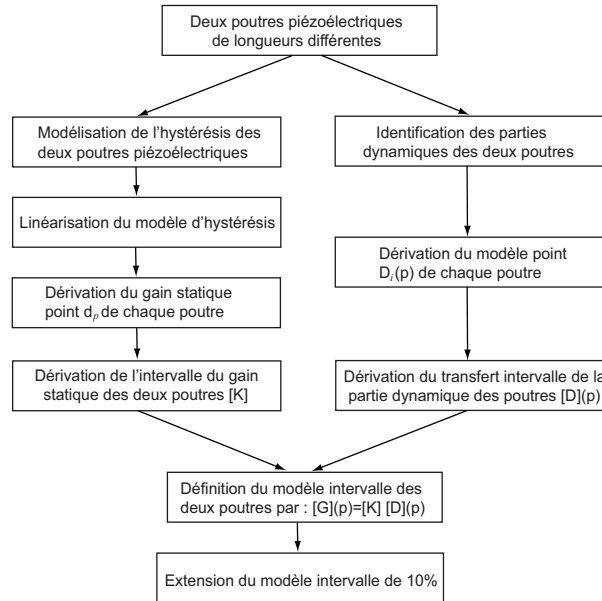 Deux poutres piézoélectriques
de longueurs différentes
Modélisation de l'hystérésis des
deux poutres piézoélectriques
Identification des parties
dynamiques des deux poutres
Linéarisation du modèle d'hystérésis
Dérivation du modèle point
Dᵢ(p) de chaque poutre
Dérivation du gain statique
point dₚ de chaque poutre
Dérivation de l'intervalle du gain
statique des deux poutres [K]
Dérivation du transfert intervalle de la
partie dynamique des poutres [D](p)
Définition du modèle intervalle des
deux poutres par : [G](p)=[K] [D](p)
Extension du modèle intervalle de 10%